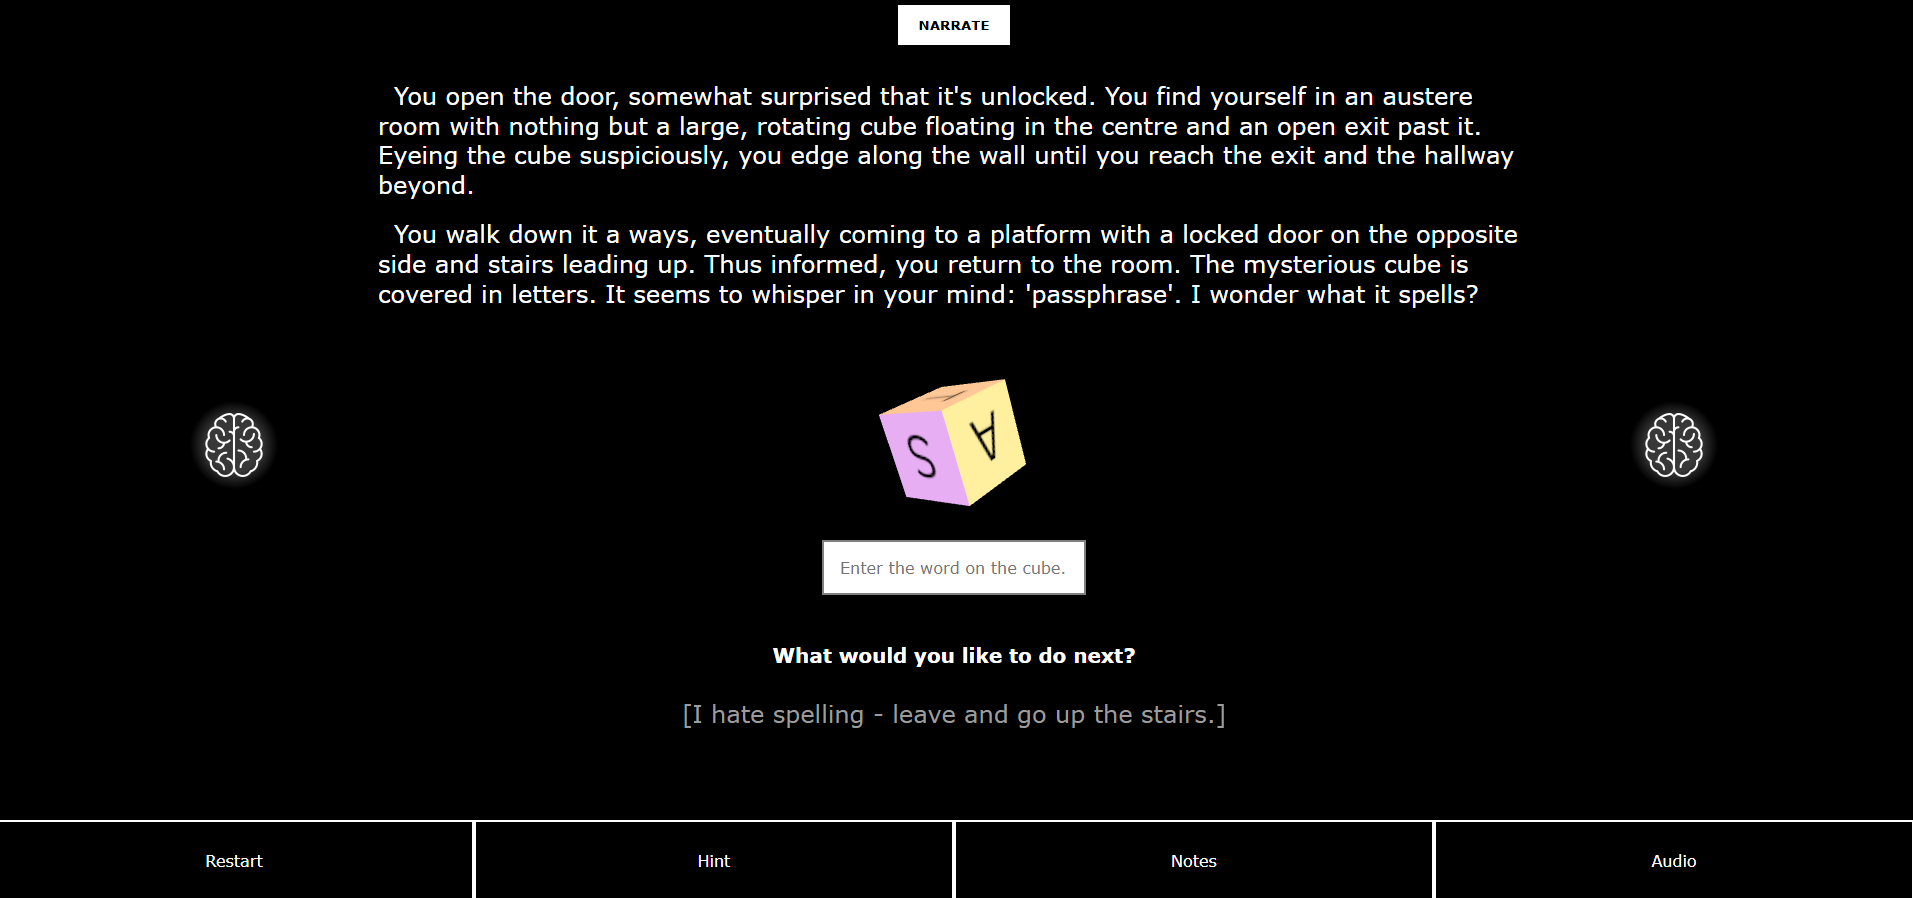 NARRATE
You open the door, somewhat surprised that it's unlocked. You find yourself in an austere
room with nothing but a large, rotating cube floating in the centre and an open exit past it.
Eyeing the cube suspiciously, you edge along the wall until you reach the exit and the hallway
beyond.
You walk down it a ways, eventually coming to a platform with a locked door on the opposite
side and stairs leading up. Thus informed, you return to the room. The mysterious cube is
covered in letters. It seems to whisper in your mind: 'passphrase'. I wonder what it spells?
S A
Enter the word on the cube.
What would you like to do next?
[I hate spelling - leave and go up the stairs.]
Restart
Hint
Notes
Audio